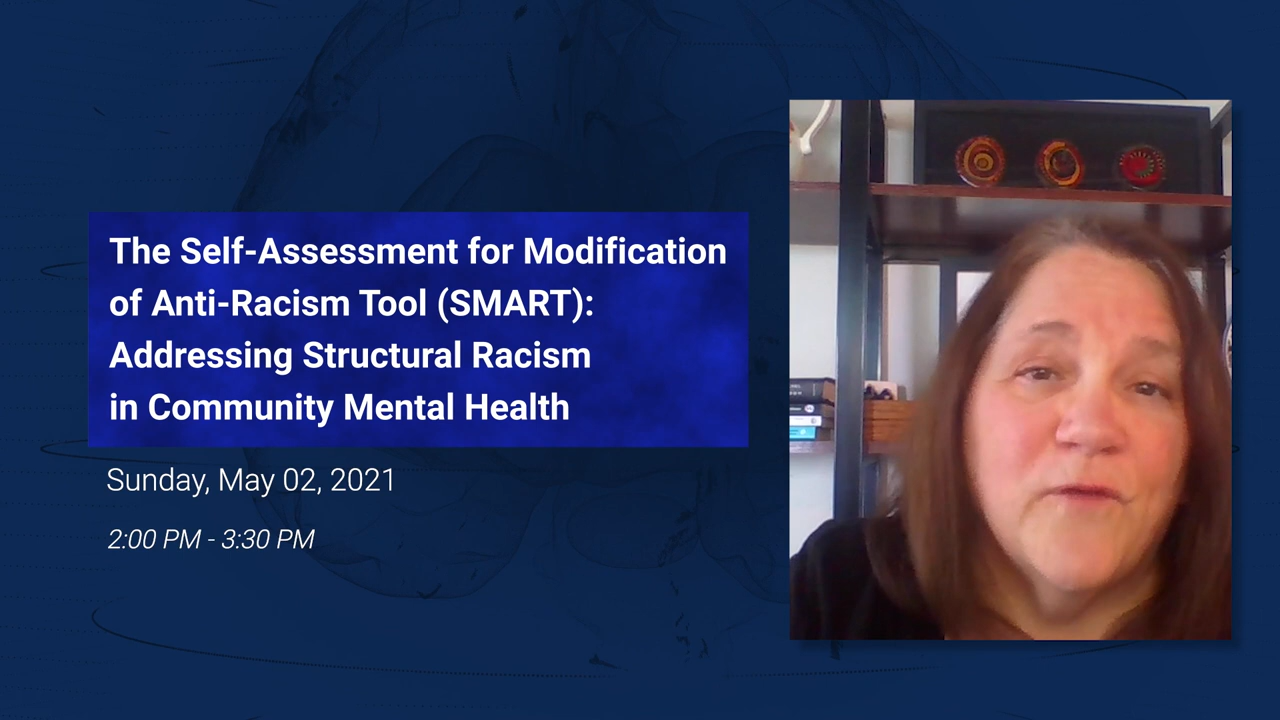 The Self-Assessment for Modification
of Anti-Racism Tool (SMART):
Addressing Structural Racism
in Community Mental Health
Sunday, May 02, 2021
2:00 PM - 3:30 PM